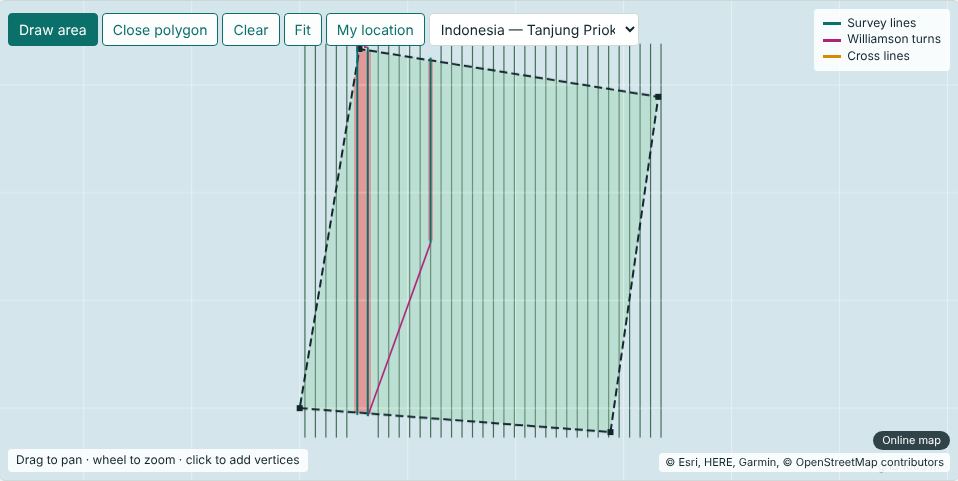 Draw area
Close polygon
Clear
Fit
My location
Indonesia — Tanjung Priok
Survey lines
Williamson turns
Cross lines
Online map
Drag to pan · wheel to zoom · click to add vertices
© Esri, HERE, Garmin, © OpenStreetMap contributors